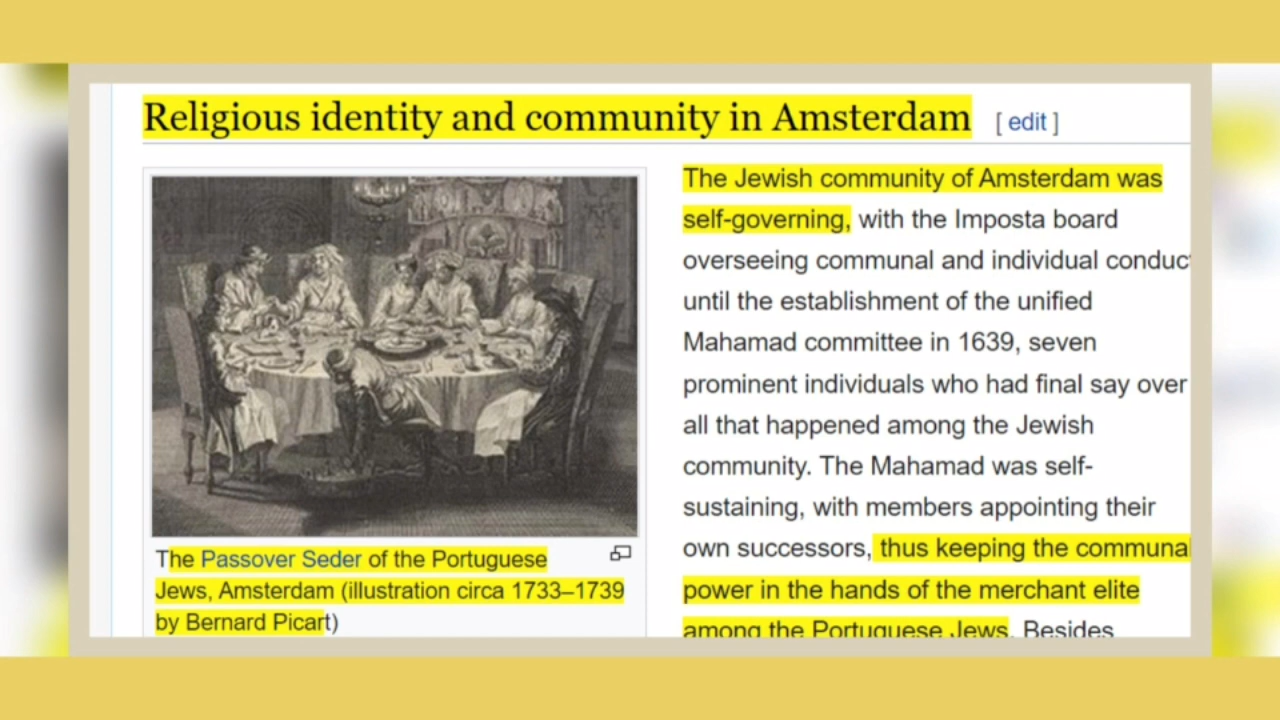 Religious identity and community in Amsterdam [ edit ]
The Jewish community of Amsterdam was
self-governing, with the Imposta board
overseeing communal and individual conduct
until the establishment of the unified
Mahamad committee in 1639, seven
prominent individuals who had final say over
all that happened among the Jewish
community. The Mahamad was self-
sustaining, with members appointing their
own successors, thus keeping the communal
power in the hands of the merchant elite
among the Portuguese Jews. Besides
The Passover Seder of the Portuguese
Jews, Amsterdam (illustration circa 1733–1739
by Bernard Picart)